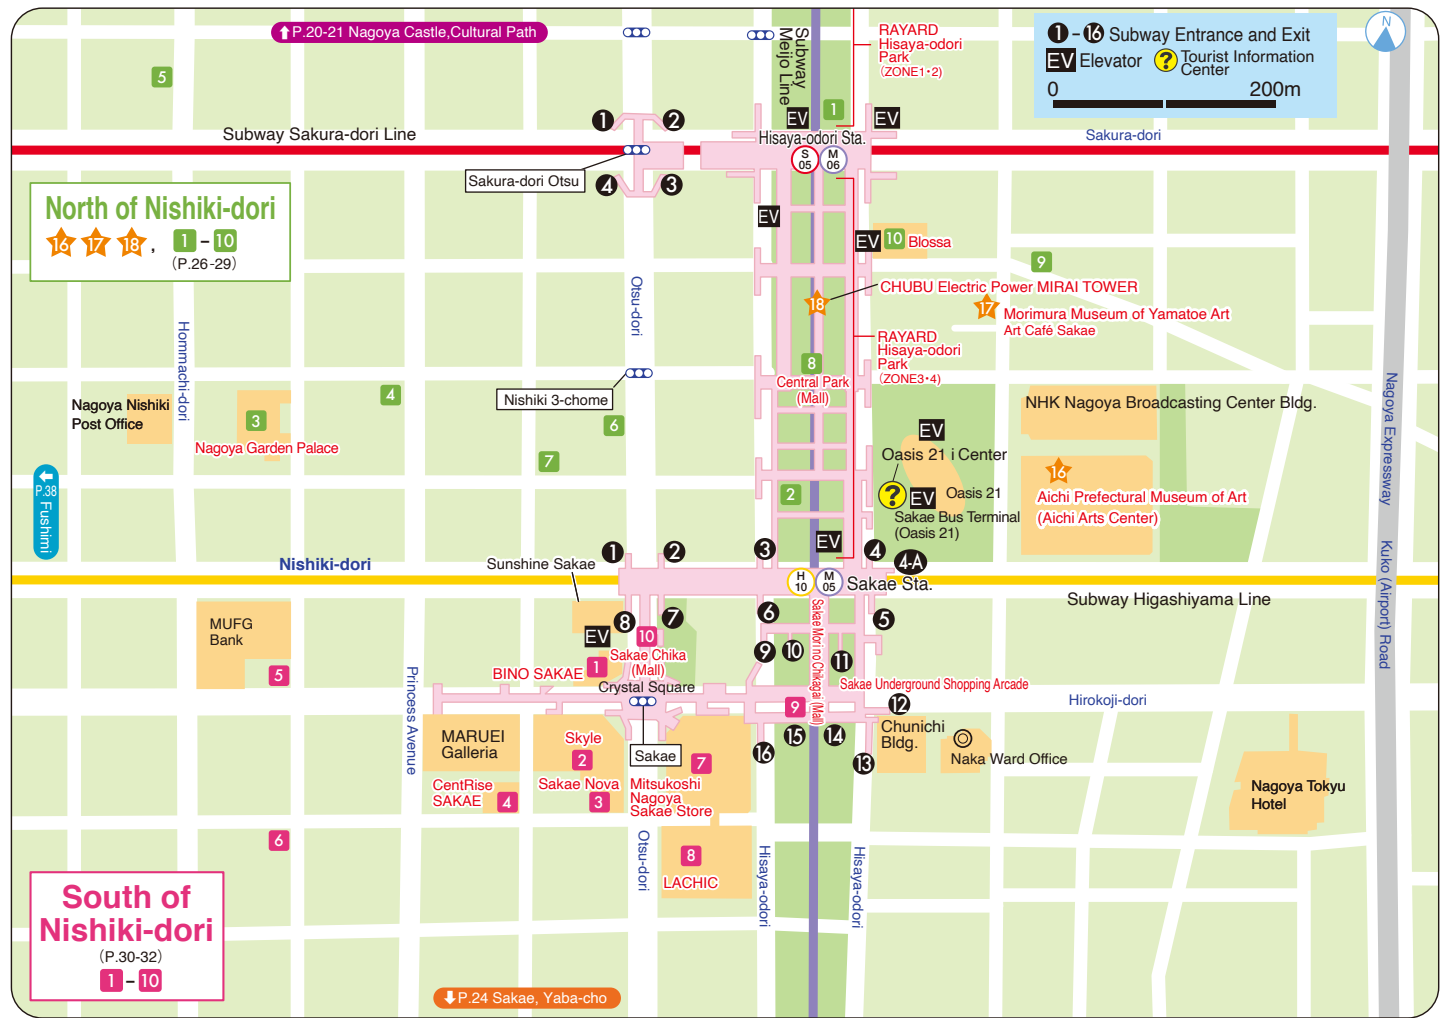 P.20-21 Nagoya Castle,Cultural Path
Subway
Meijo Line
RAYARD
Hisaya-odori
Park
(ZONE1・2)
1 - 16 Subway Entrance and Exit
EV Elevator
? Tourist Information
Center
0 200m
N
5
1
2
EV
1
EV
Subway Sakura-dori Line
Hisaya-odori Sta.
Sakura-dori
S
05
M
06
Sakura-dori Otsu
4
3
North of Nishiki-dori
16 17 18, 1 - 10
(P.26-29)
EV
EV
10 Blossa
9
Otsu-dori
Hommachi-dori
18
CHUBU Electric Power MIRAI TOWER
17
Morimura Museum of Yamatoe Art
Art Café Sakae
RAYARD
Hisaya-odori
Park
(ZONE3・4)
8
Central Park
(Mall)
Nishiki 3-chome
Nagoya Nishiki
Post Office
4
3
Nagoya Garden Palace
6
7
NHK Nagoya Broadcasting Center Bldg.
Nagoya Expressway
EV
Oasis 21 i Center
?
EV
Oasis 21
Sakae Bus Terminal
(Oasis 21)
16
Aichi Prefectural Museum of Art
(Aichi Arts Center)
2
P.38 Fushimi
Nishiki-dori
Sunshine Sakae
1
2
3
EV
4
4-A
H
10
M
05
Sakae Sta.
Subway Higashiyama Line
Kuko (Airport) Road
MUFG
Bank
5
8
7
6
5
EV
10
Sakae Chika
(Mall)
9
10
11
Sakae Mori no Chikagai (Mall)
BINO SAKAE
1
Crystal Square
Sakae Underground Shopping Arcade
Hirokoji-dori
Princess Avenue
9
12
MARUEI
Galleria
Skyle
2
Sakae
7
16
15
14
13
Chunichi
Bldg.
Naka Ward Office
CentRise
SAKAE
4
Sakae Nova
3
Mitsukoshi
Nagoya
Sakae Store
Nagoya Tokyu
Hotel
6
8
LACHIC
Otsu-dori
Hisaya-odori
Hisaya-odori
South of
Nishiki-dori
(P.30-32)
1 - 10
P.24 Sakae, Yaba-cho